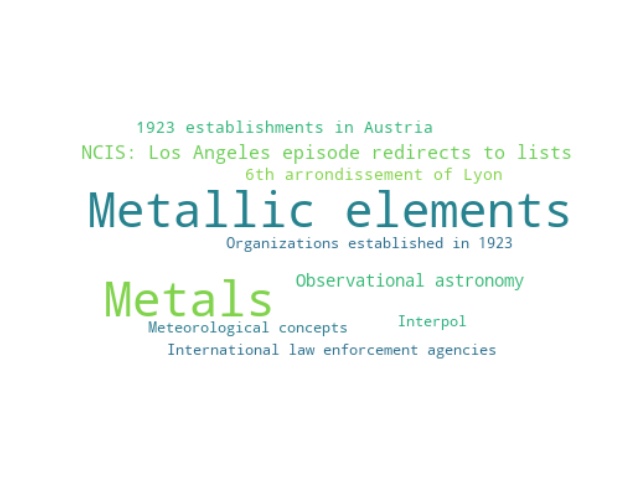 1923 establishments in Austria
NCIS: Los Angeles episode redirects to lists
6th arrondissement of Lyon
Metallic elements
Organizations established in 1923
Observational astronomy
Metals
Interpol
Meteorological concepts
International law enforcement agencies